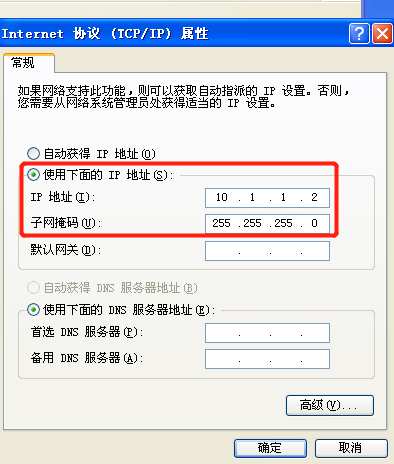 Internet 协议 (TCP/IP) 属性
常规
如果网络支持此功能，则可以获取自动指派的 IP 设置。否则，
您需要从网络系统管理员处获得适当的 IP 设置。
自动获得 IP 地址(O)
使用下面的 IP 地址(S):
IP 地址(I): 10 . 1 . 1 . 2
子网掩码(U): 255 .255 .255 . 0
默认网关(D): . . .
自动获得 DNS 服务器地址(B)
使用下面的 DNS 服务器地址(E):
首选 DNS 服务器(P): . . .
备用 DNS 服务器(A): . . .
高级(V)...
确定 取消